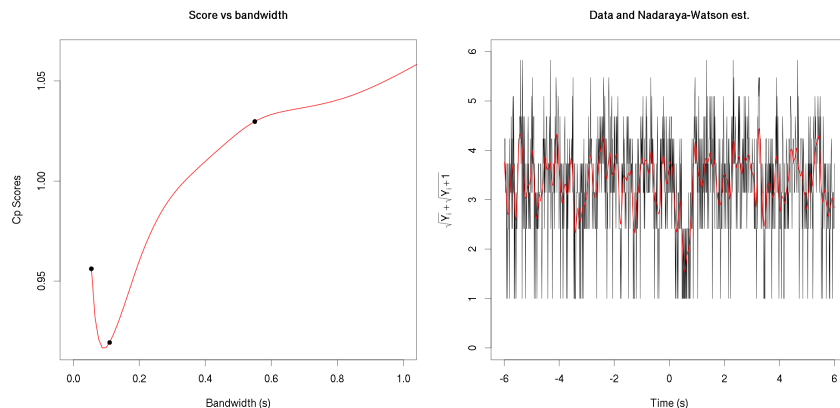 Score vs bandwidth
Cp Scores
1.05
1.00
0.95
0.0 0.2 0.4 0.6 0.8 1.0
Bandwidth (s)
Data and Nadaraya-Watson est.
√Yᵢ+√Yᵢ+1
6
5
4
3
2
1
0
-6 -4 -2 0 2 4 6
Time (s)